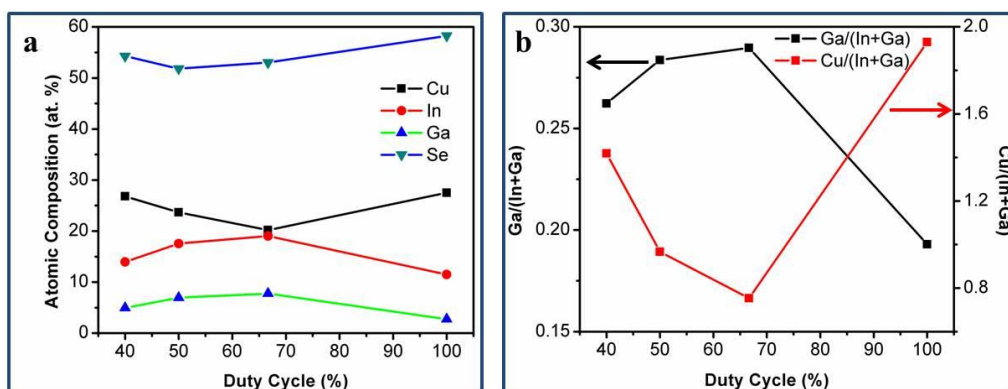 a
60
50
40
30
20
10
0
Atomic Composition (at. %)
Cu
In
Ga
Se
40 50 60 70 80 90 100
Duty Cycle (%)
b
0.30
0.25
0.20
0.15
Ga/(In+Ga)
Ga/(In+Ga)
Cu/(In+Ga)
2.0
1.6
1.2
0.8
Cu/(In+Ga)
40 50 60 70 80 90 100
Duty Cycle (%)